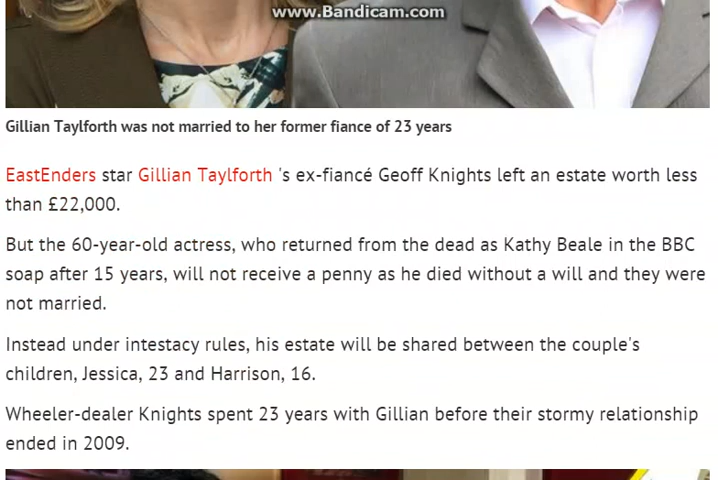 www.Bandicam.com
Gillian Taylforth was not married to her former fiance of 23 years
EastEnders star Gillian Taylforth 's ex-fiancé Geoff Knights left an estate worth less
than £22,000.
But the 60-year-old actress, who returned from the dead as Kathy Beale in the BBC
soap after 15 years, will not receive a penny as he died without a will and they were
not married.
Instead under intestacy rules, his estate will be shared between the couple's
children, Jessica, 23 and Harrison, 16.
Wheeler-dealer Knights spent 23 years with Gillian before their stormy relationship
ended in 2009.